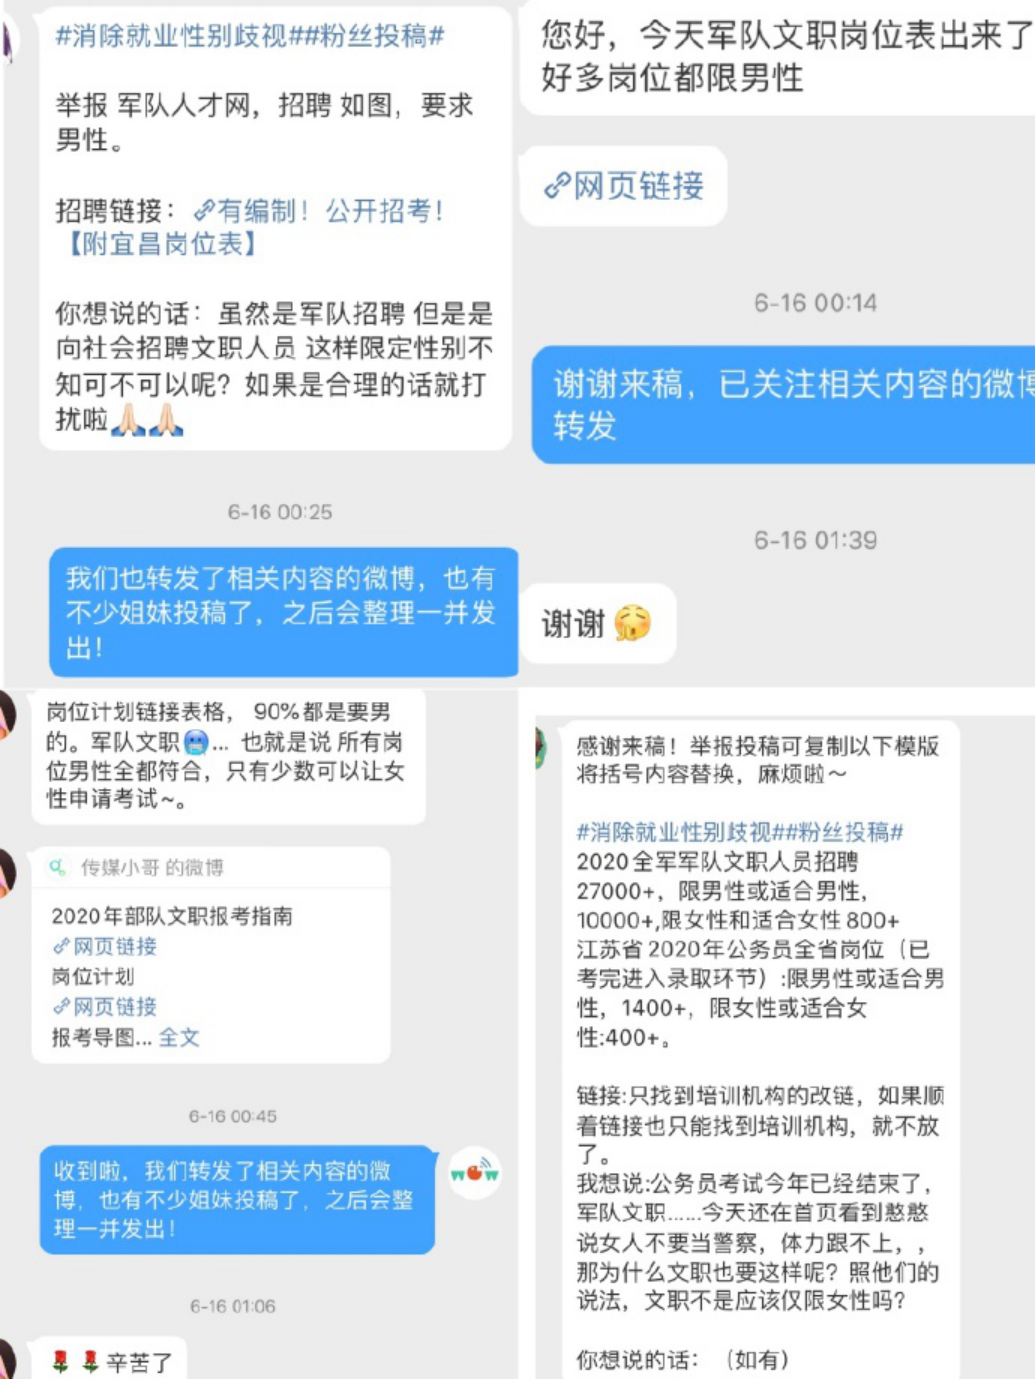 #消除就业性别歧视##粉丝投稿#
举报 军队人才网，招聘 如图，要求
男性。
招聘链接：有编制！公开招考！
【附宜昌岗位表】
你想说的话：虽然是军队招聘 但是是
向社会招聘文职人员 这样限定性别不
知可不可以呢？如果是合理的话就打
扰啦🙏🙏
6-16 00:25
我们也转发了相关内容的微博，也有
不少姐妹投稿了，之后会整理一并发
出！
您好，今天军队文职岗位表出来了
好多岗位都限男性
网页链接
6-16 00:14
谢谢来稿，已关注相关内容的微博
转发
6-16 01:39
谢谢
岗位计划链接表格， 90%都是要男
的。军队文职🥶... 也就是说 所有岗
位男性全都符合，只有少数可以让女
性申请考试~。
传媒小哥 的微博
2020年部队文职报考指南
网页链接
岗位计划
网页链接
报考导图... 全文
6-16 00:45
收到啦，我们转发了相关内容的微
博，也有不少姐妹投稿了，之后会整
理一并发出！
6-16 01:06
🌹🌹辛苦了
感谢来稿！举报投稿可复制以下模版
将括号内容替换，麻烦啦～
#消除就业性别歧视##粉丝投稿#
2020全军军队文职人员招聘
27000+，限男性或适合男性，
10000+,限女性和适合女性 800+
江苏省 2020年公务员全省岗位（已
考完进入录取环节）:限男性或适合男
性，1400+，限女性或适合女
性:400+。
链接:只找到培训机构的改链，如果顺
着链接也只能找到培训机构，就不放
了。
我想说:公务员考试今年已经结束了，
军队文职......今天还在首页看到憨憨
说女人不要当警察，体力跟不上，，
那为什么文职也要这样呢？照他们的
说法，文职不是应该仅限女性吗？
你想说的话：（如有）